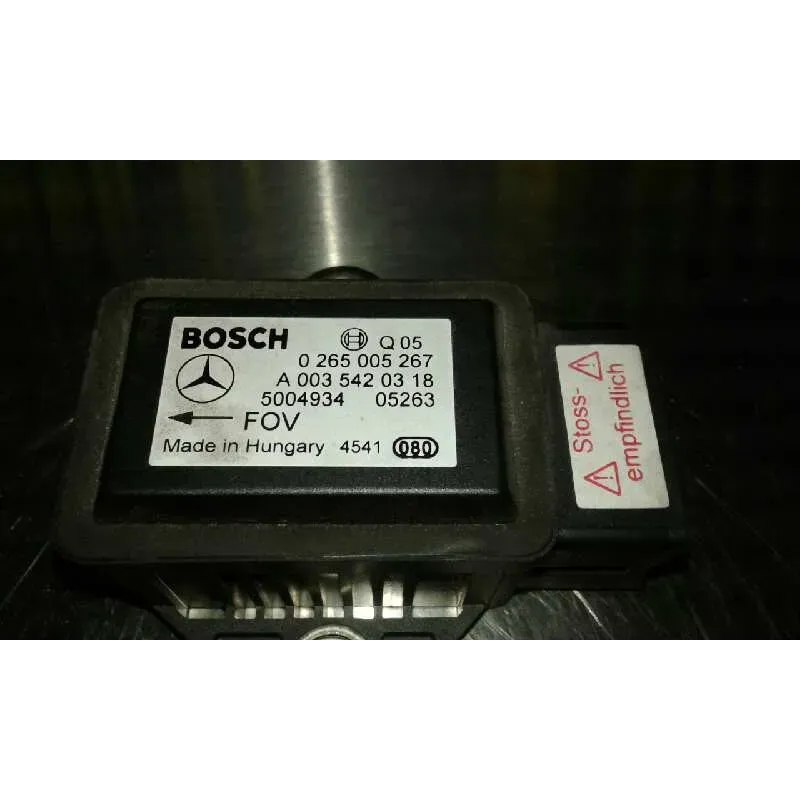 BOSCH Q 05
0 265 005 267
A 003 542 03 18
5004934 05263
FOV
Made in Hungary 4541 080
Stoss-
empfindlich